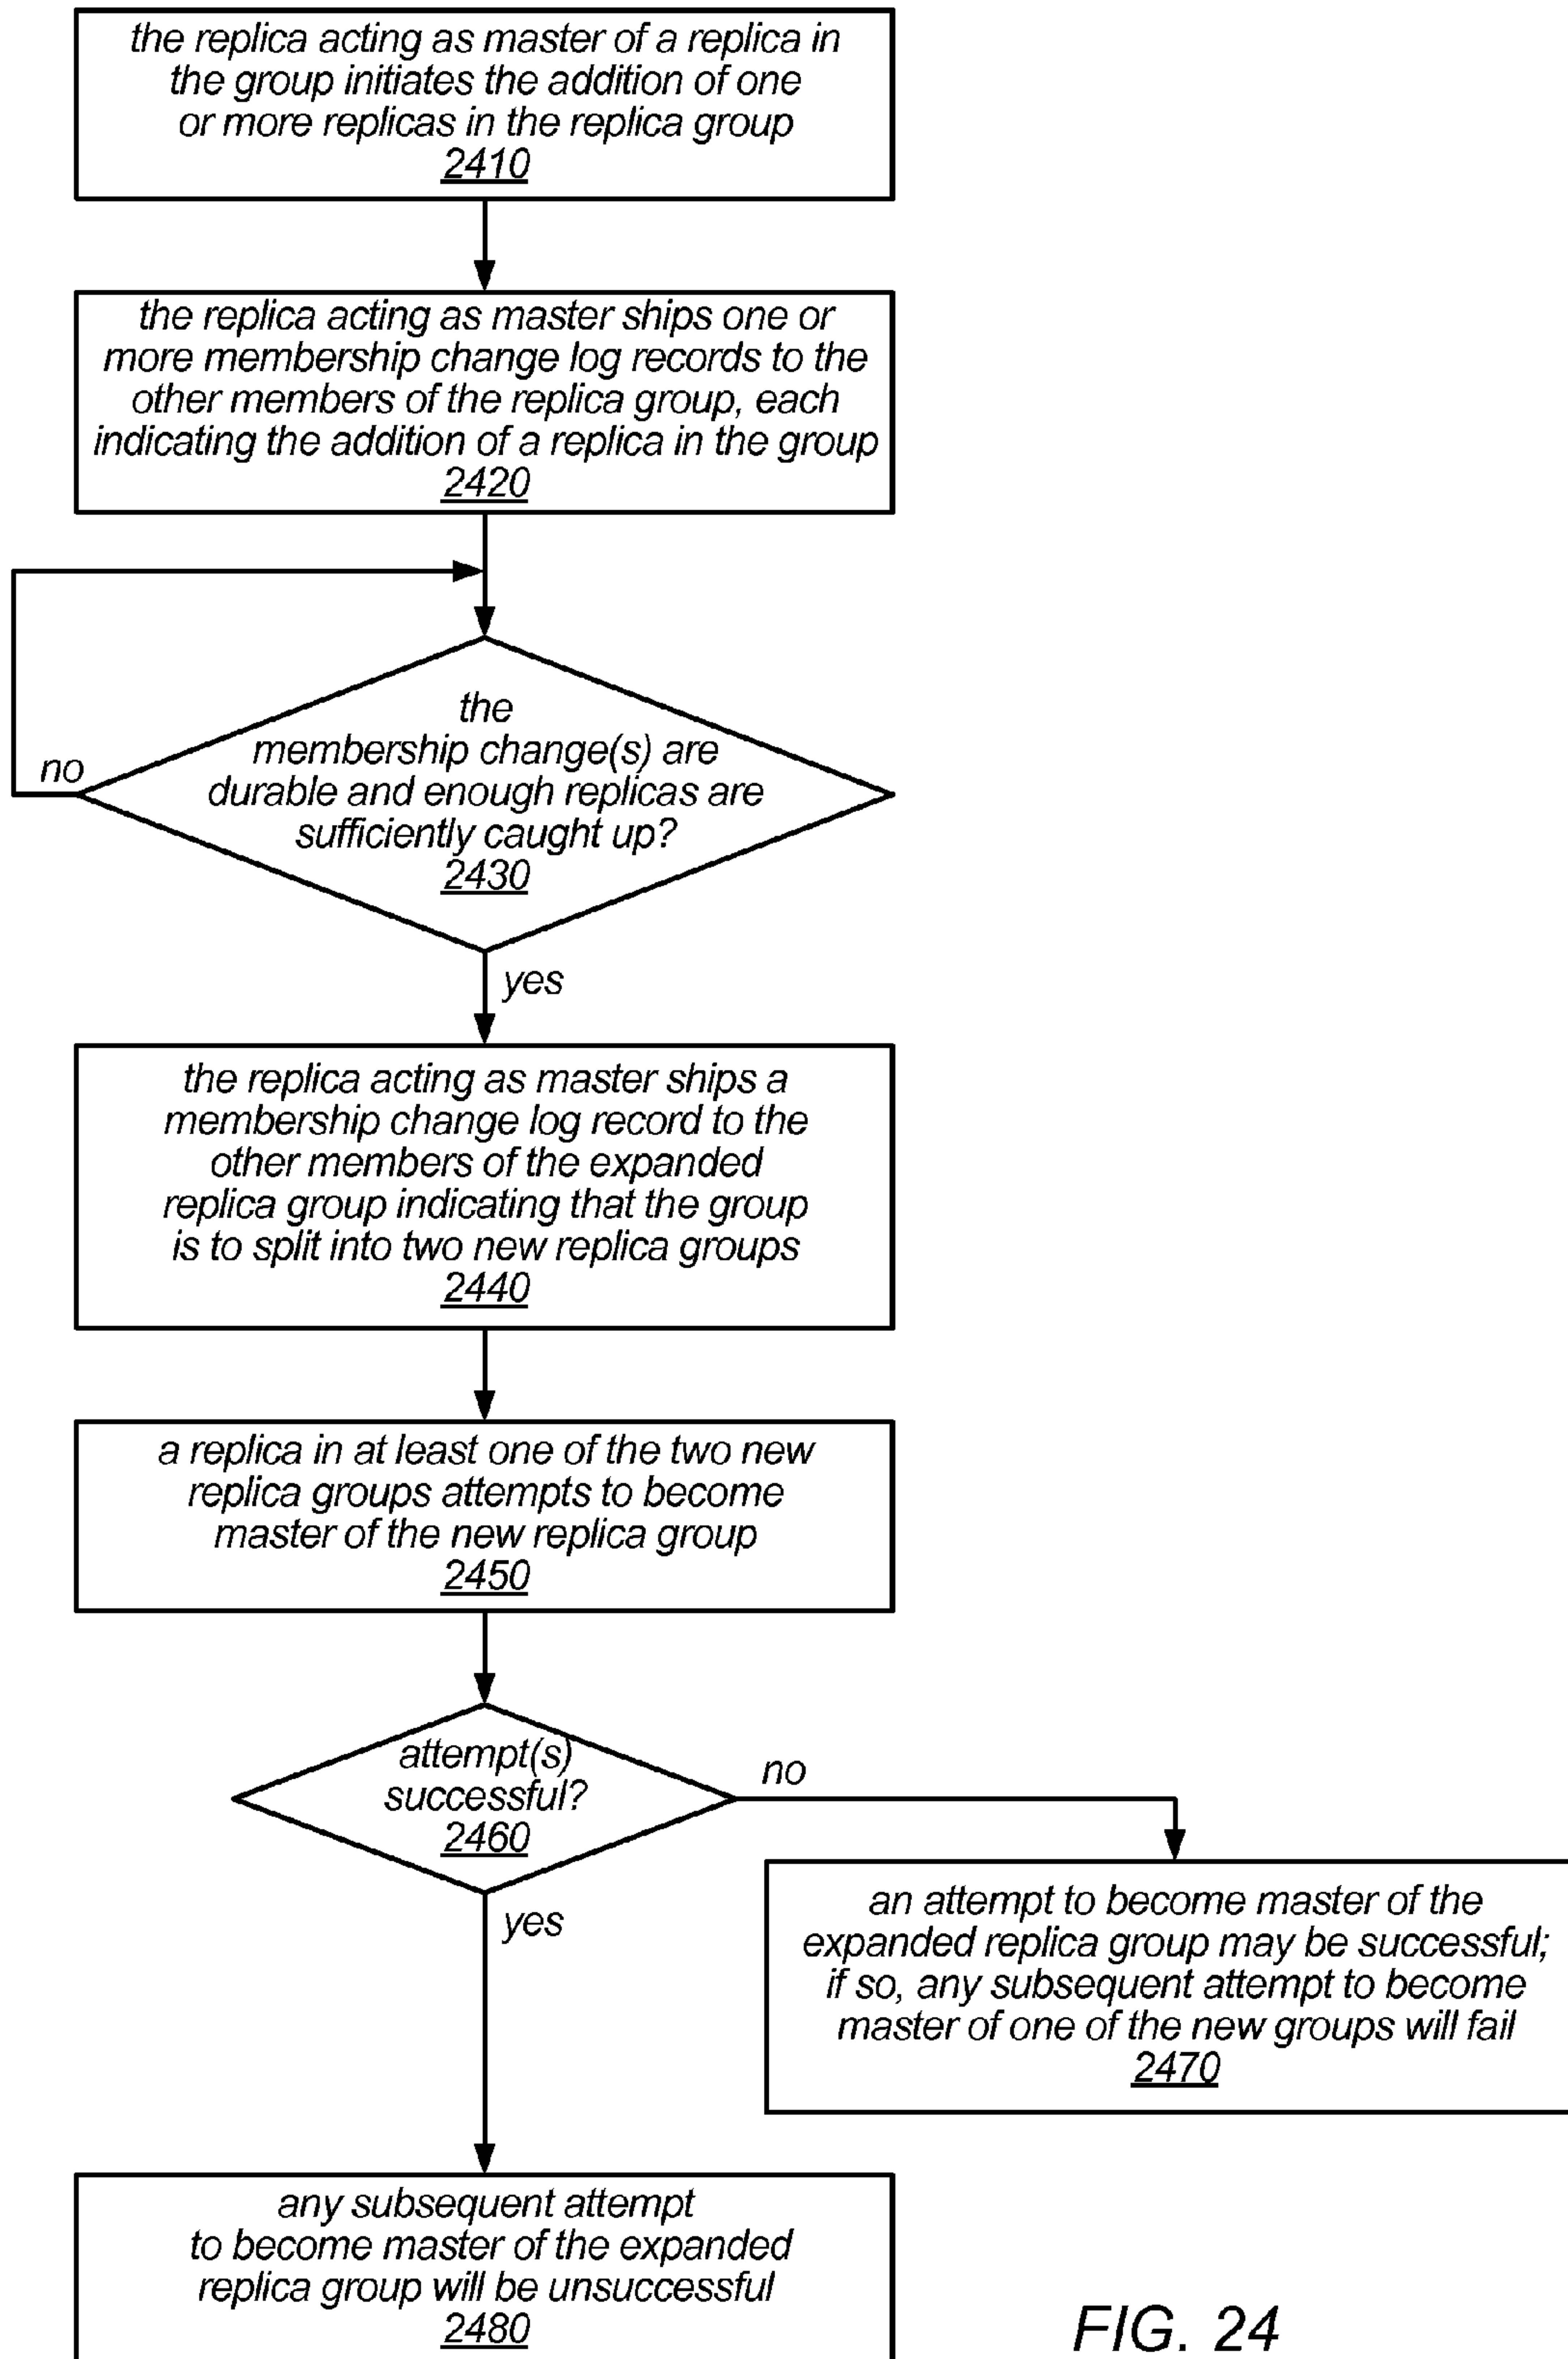 the replica acting as master of a replica in
the group initiates the addition of one
or more replicas in the replica group
2410
the replica acting as master ships one or
more membership change log records to the
other members of the replica group, each
indicating the addition of a replica in the group
2420
the
membership change(s) are
durable and enough replicas are
sufficiently caught up?
2430
no
yes
the replica acting as master ships a
membership change log record to the
other members of the expanded
replica group indicating that the group
is to split into two new replica groups
2440
a replica in at least one of the two new
replica groups attempts to become
master of the new replica group
2450
attempt(s)
successful?
2460
no
yes
an attempt to become master of the
expanded replica group may be successful;
if so, any subsequent attempt to become
master of one of the new groups will fail
2470
any subsequent attempt
to become master of the expanded
replica group will be unsuccessful
2480
FIG. 24